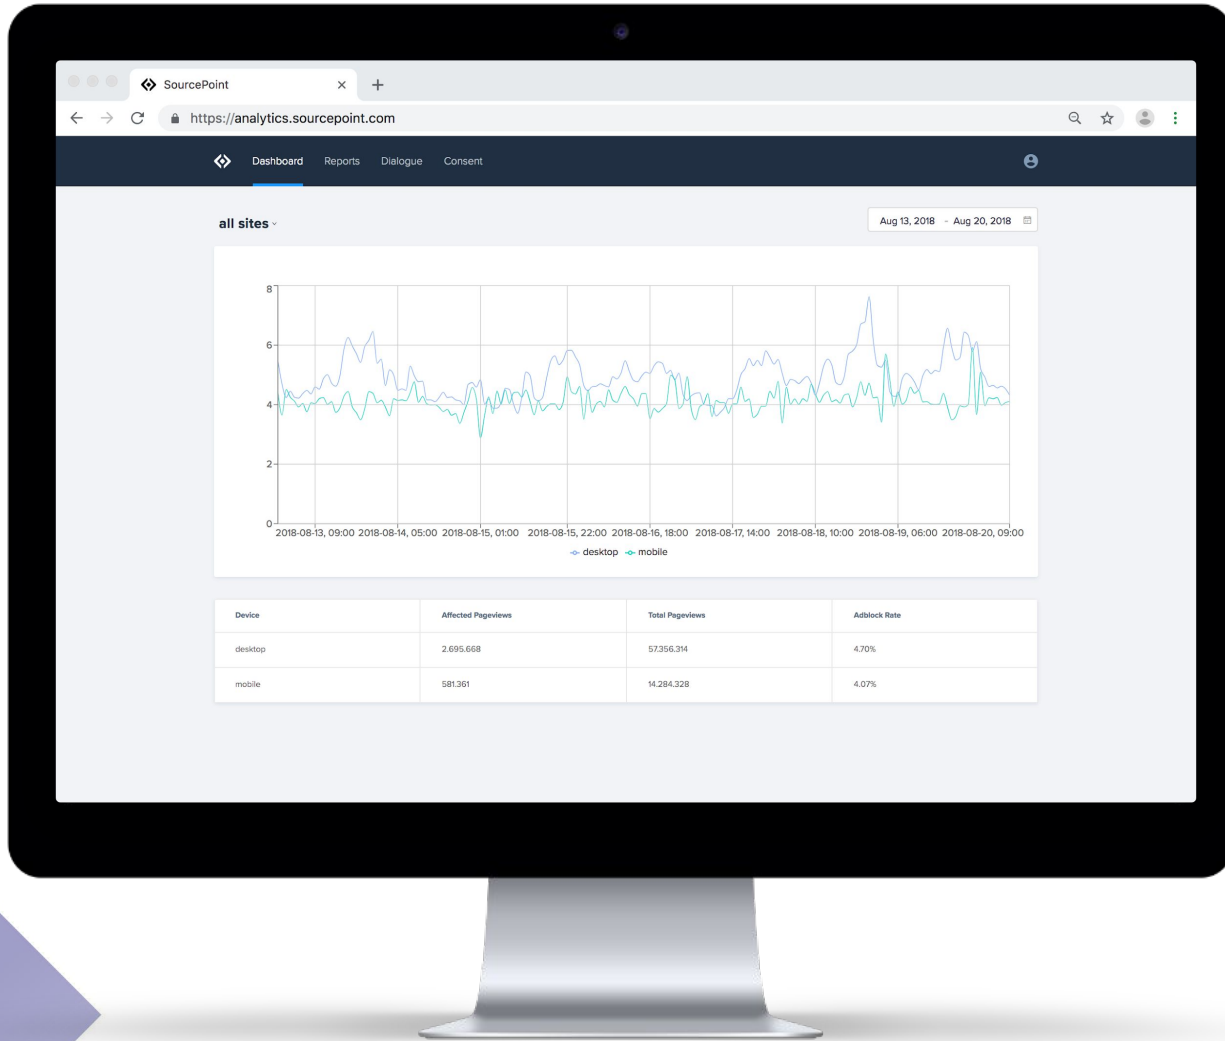 SourcePoint
https://analytics.sourcepoint.com
Dashboard Reports Dialogue Consent
all sites
Aug 13, 2018 - Aug 20, 2018
8
6
4
2
0
2018-08-13, 09:00 2018-08-14, 05:00 2018-08-15, 01:00 2018-08-15, 22:00 2018-08-16, 18:00 2018-08-17, 14:00 2018-08-18, 10:00 2018-08-19, 06:00 2018-08-20, 09:00
desktop mobile
Device Affected Pageviews Total Pageviews Adblock Rate
desktop 2.695.668 57.356.314 4.70%
mobile 581.361 14.284.328 4.07%